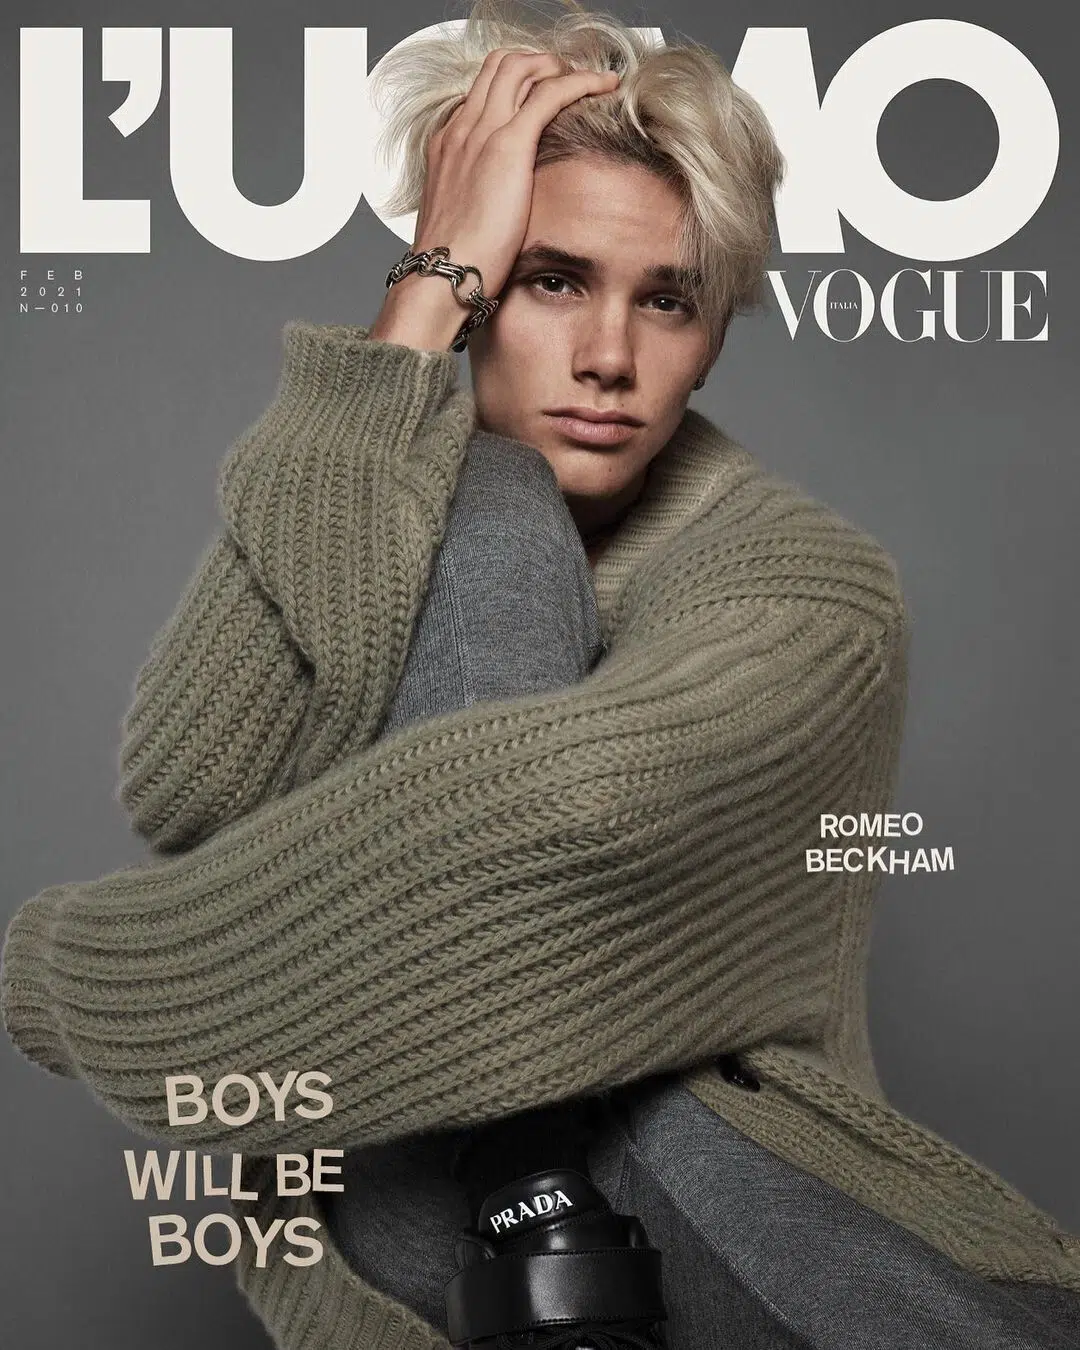 L'UOMO
FEB
2021
N—010
VOGUE
ITALIA
ROMEO
BECKHAM
BOYS
WILL BE
BOYS
PRADA